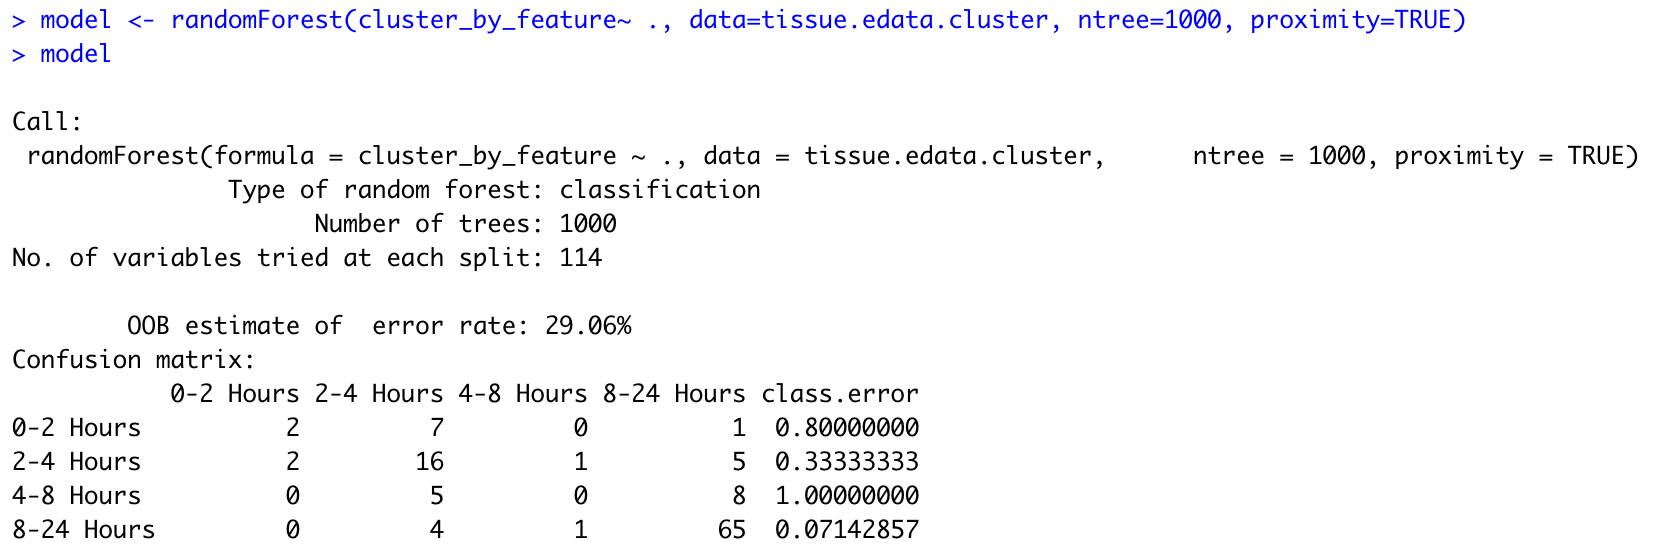 > model <- randomForest(cluster_by_feature~ ., data=tissue.edata.cluster, ntree=1000, proximity=TRUE)
> model
Call:
 randomForest(formula = cluster_by_feature ~ ., data = tissue.edata.cluster,      ntree = 1000, proximity = TRUE)
               Type of random forest: classification
                     Number of trees: 1000
No. of variables tried at each split: 114
        OOB estimate of  error rate: 29.06%
Confusion matrix:
           0-2 Hours 2-4 Hours 4-8 Hours 8-24 Hours class.error
0-2 Hours          2         7         0          1  0.80000000
2-4 Hours          2        16         1          5  0.33333333
4-8 Hours          0         5         0          8  1.00000000
8-24 Hours         0         4         1         65  0.07142857